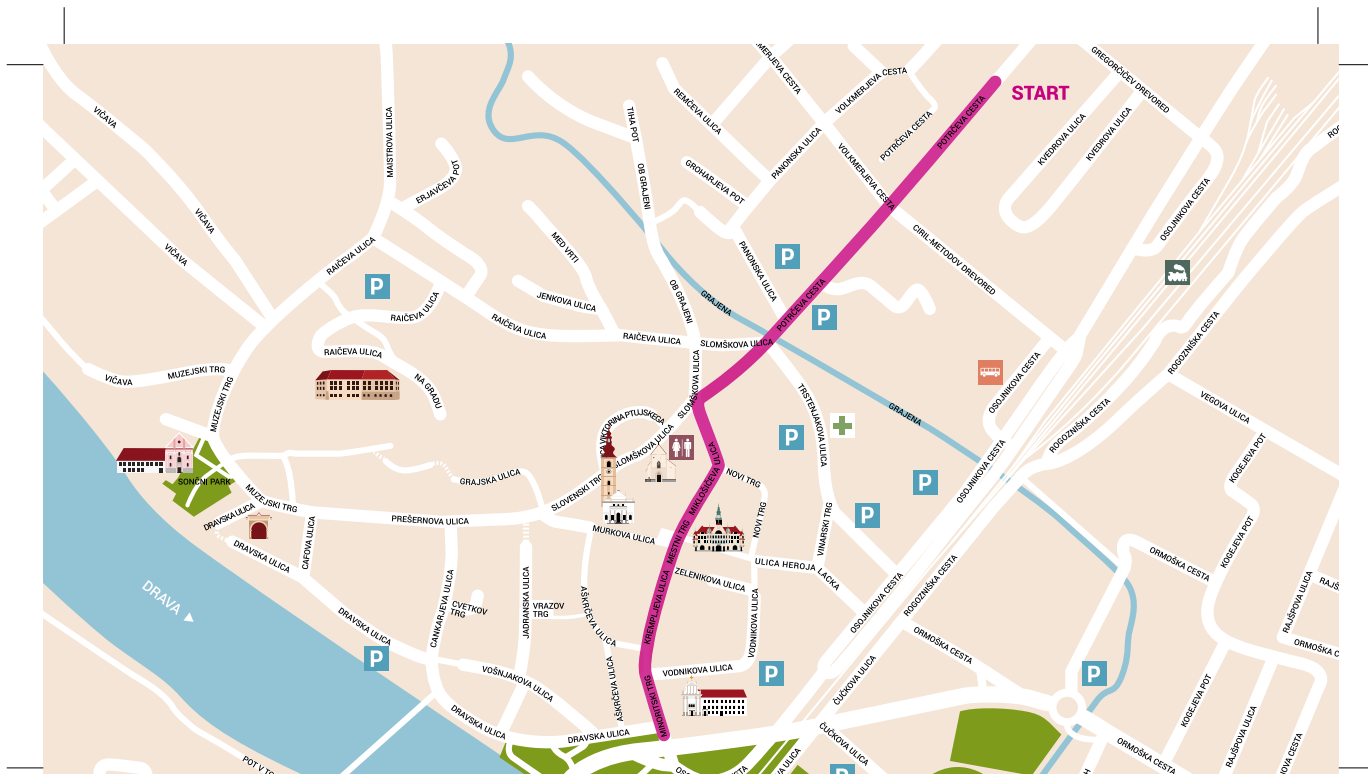 START
VIČAVA
MAISTROVA ULICA
ERJAVČEVA POT
VIČAVA
VIČAVA
RAIČEVA ULICA
P
RAIČEVA ULICA
RAIČEVA ULICA
NA GRADU
MUZEJSKI TRG
VIČAVA
MUZEJSKI TRG
TIHA POT
OB GRAJENI
MED VRTI
JENKOVA ULICA
RAIČEVA ULICA
RAIČEVA ULICA
OB GRAJENI
SLOMŠKOVA ULICA
GRAJENA
REMČEVA ULICA
GROHARJEVA POT
MERJEVA CESTA
VOLKMERJEVA CESTA
PANONSKA ULICA
POTRČEVA CESTA
POTRČEVA CESTA
VOLKMERJEVA CESTA
PANONSKA ULICA
P
POTRČEVA CESTA
P
CIRIL-METODOV DREVORED
GREGORČIČEV DREVORED
KVEDROVA ULICA
KVEDROVA ULICA
OSOJNIKOVA CESTA
ROGOZNIŠKA CESTA
OSOJNIKOVA CESTA
ROGOZNIŠKA CESTA
VEGOVA ULICA
KOGEJEVA POT
KOGEJEVA POT
GRAJENA
OSOJNIKOVA CESTA
SLOMŠKOVA ULICA
SLOMŠKOVA ULICA
SLOVENSKI TRG
MIKLOŠIČEVA ULICA
TRSTENJAKOVA ULICA
P
P
P
NOVI TRG
NOVI TRG
VINARSKI TRG
GRAJSKA ULICA
SONČNI PARK
MUZEJSKI TRG
DRAVSKA ULICA
DRAVSKA ULICA
CAFOVA ULICA
PREŠERNOVA ULICA
MURKOVA ULICA
MESTNI TRG
ZELENIKOVA ULICA
ULICA HEROJA LACKA
KREMPLJEVA ULICA
VODNIKOVA ULICA
VODNIKOVA ULICA
P
MINORITSKI TRG
AŠKRČEVA ULICA
AŠKRČEVA ULICA
JADRANSKA ULICA
VRAZOV
TRG
CVETKOV
TRG
CANKARJEVA ULICA
DRAVSKA ULICA
P
VOŠNJAKOVA ULICA
DRAVSKA ULICA
DRAVSKA ULICA
DRAVA
POT V T
OSOJNIKOVA CESTA
ROGOZNIŠKA CESTA
ORMOŠKA CESTA
ORMOŠKA CESTA
ČUČKOVA ULICA
ČUČKOVA ULICA
P
P
ORMOŠKA CESTA
KOGEJEVA POT
RAJŠPOVA ULICA
RAJŠPOVA ULICA
ORMOŠKA C